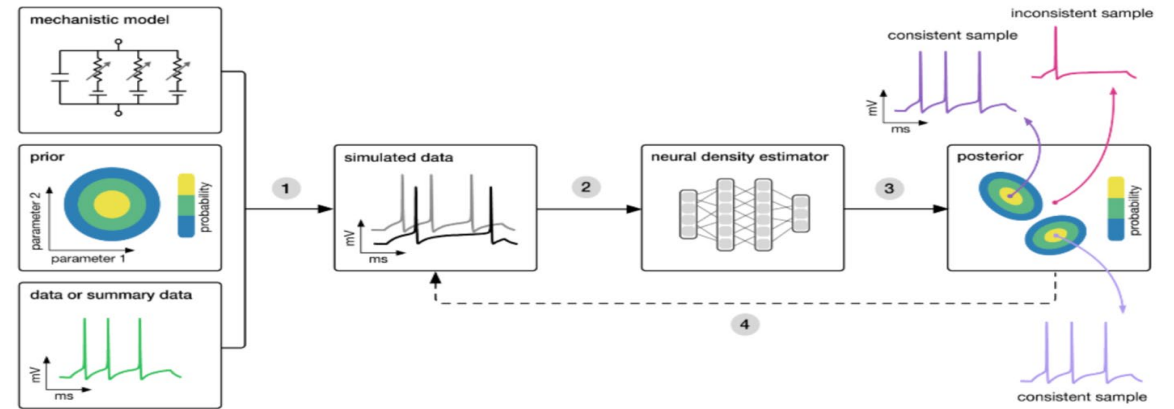 mechanistic model
prior
parameter 2
parameter 1
probability
data or summary data
mV
ms
1
simulated data
mV
ms
2
neural density estimator
3
posterior
probability
consistent sample
mV
ms
inconsistent sample
4
consistent sample